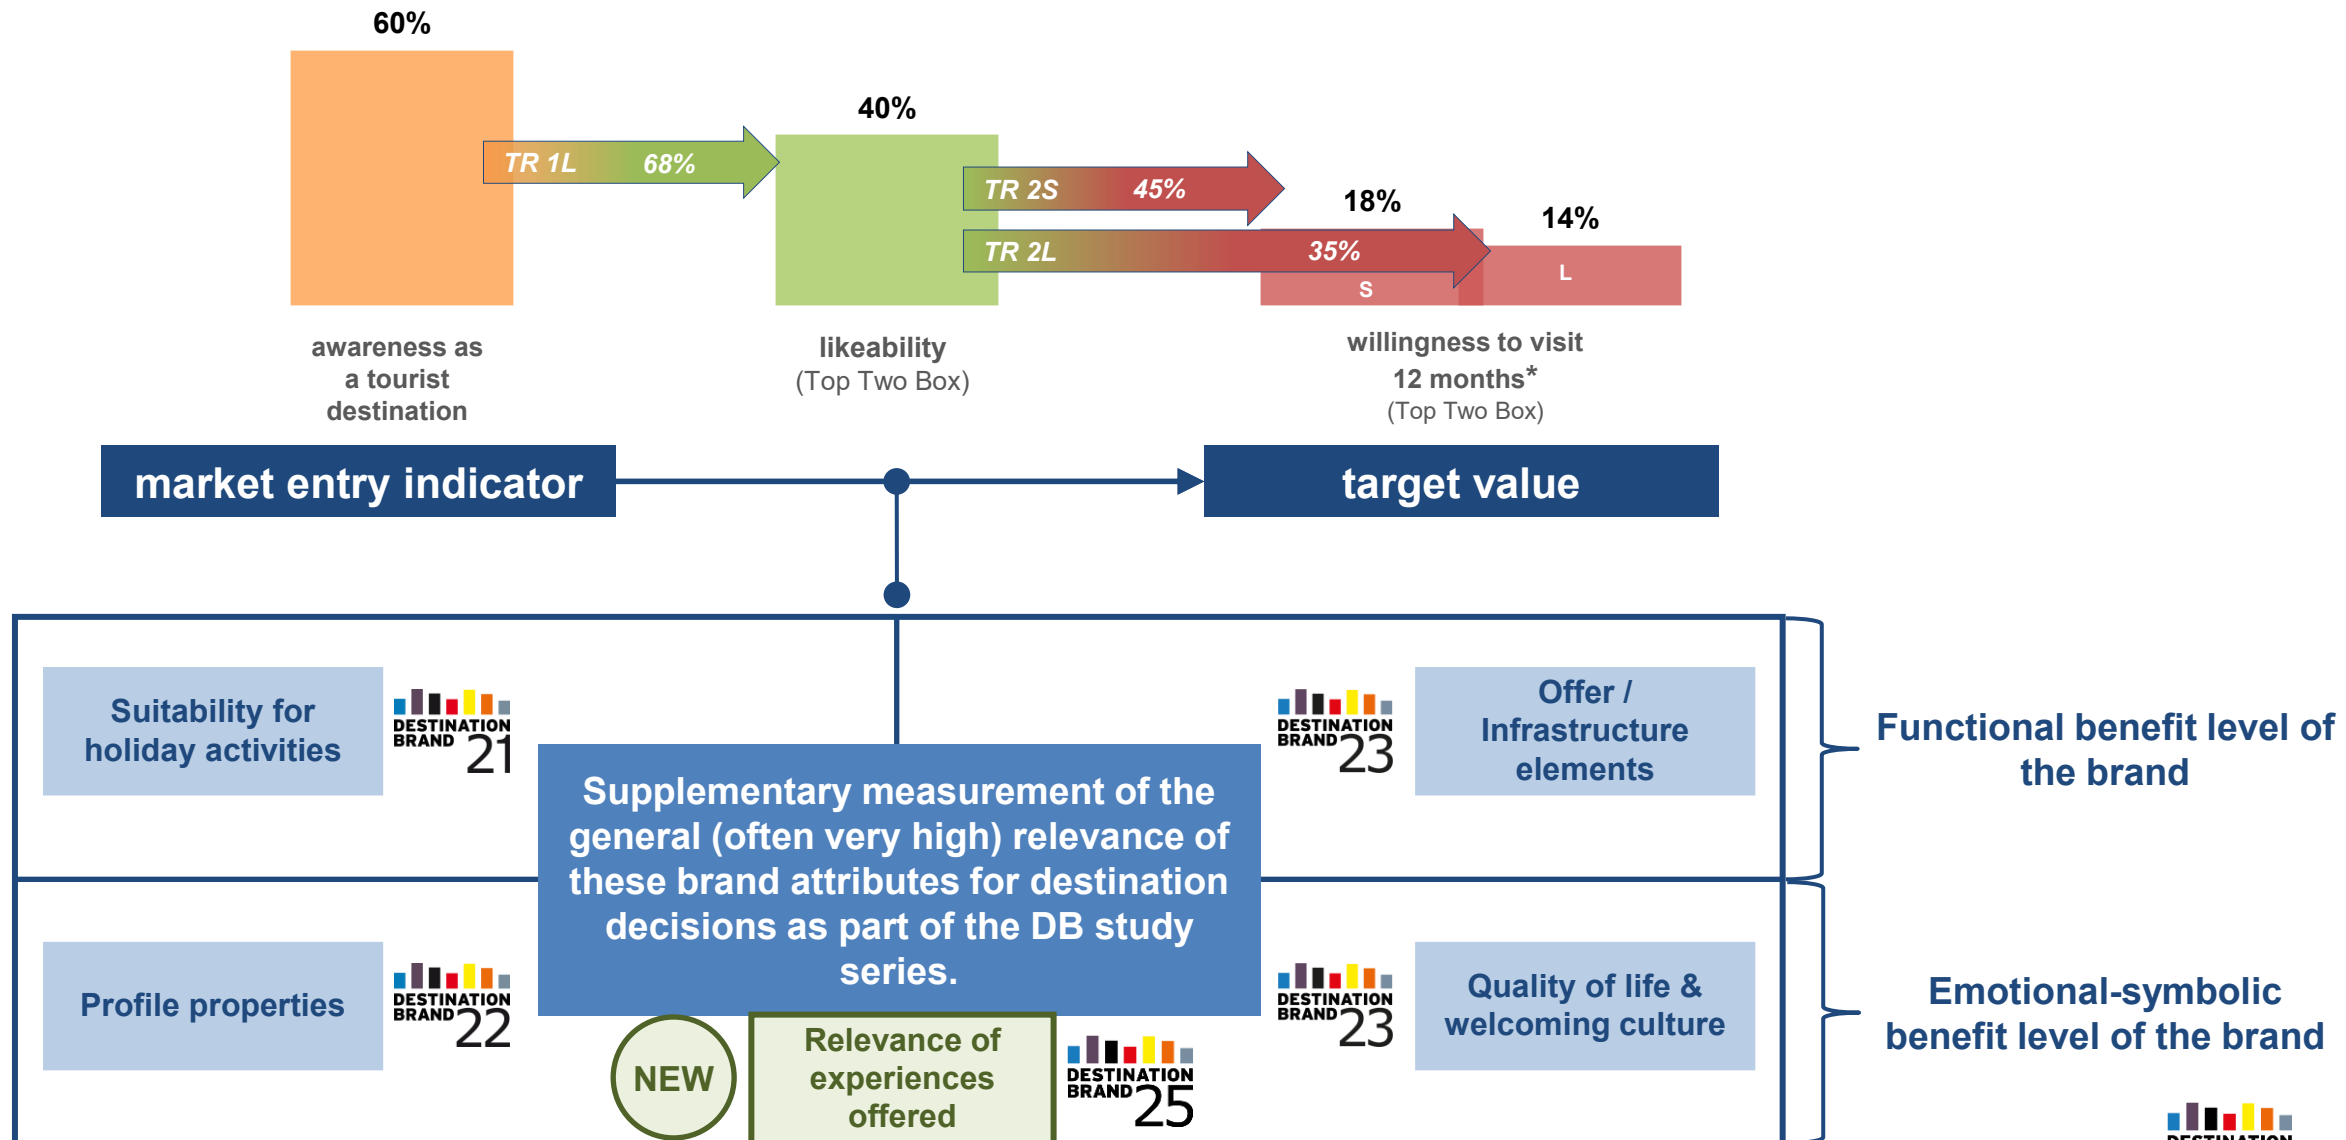 60%
40%
18%
14%
TR 1L 68%
TR 2S 45%
TR 2L 35%
S
L
awareness as
a tourist
destination
likeability
(Top Two Box)
willingness to visit
12 months*
(Top Two Box)
market entry indicator
target value
Suitability for
holiday activities
DESTINATION
BRAND 21
DESTINATION
BRAND 23
Offer /
Infrastructure
elements
Functional benefit level of
the brand
Supplementary measurement of the
general (often very high) relevance of
these brand attributes for destination
decisions as part of the DB study
series.
Profile properties
DESTINATION
BRAND 22
DESTINATION
BRAND 23
Quality of life &
welcoming culture
Emotional-symbolic
benefit level of the brand
NEW
Relevance of
experiences
offered
DESTINATION
BRAND 25
DESTINATION